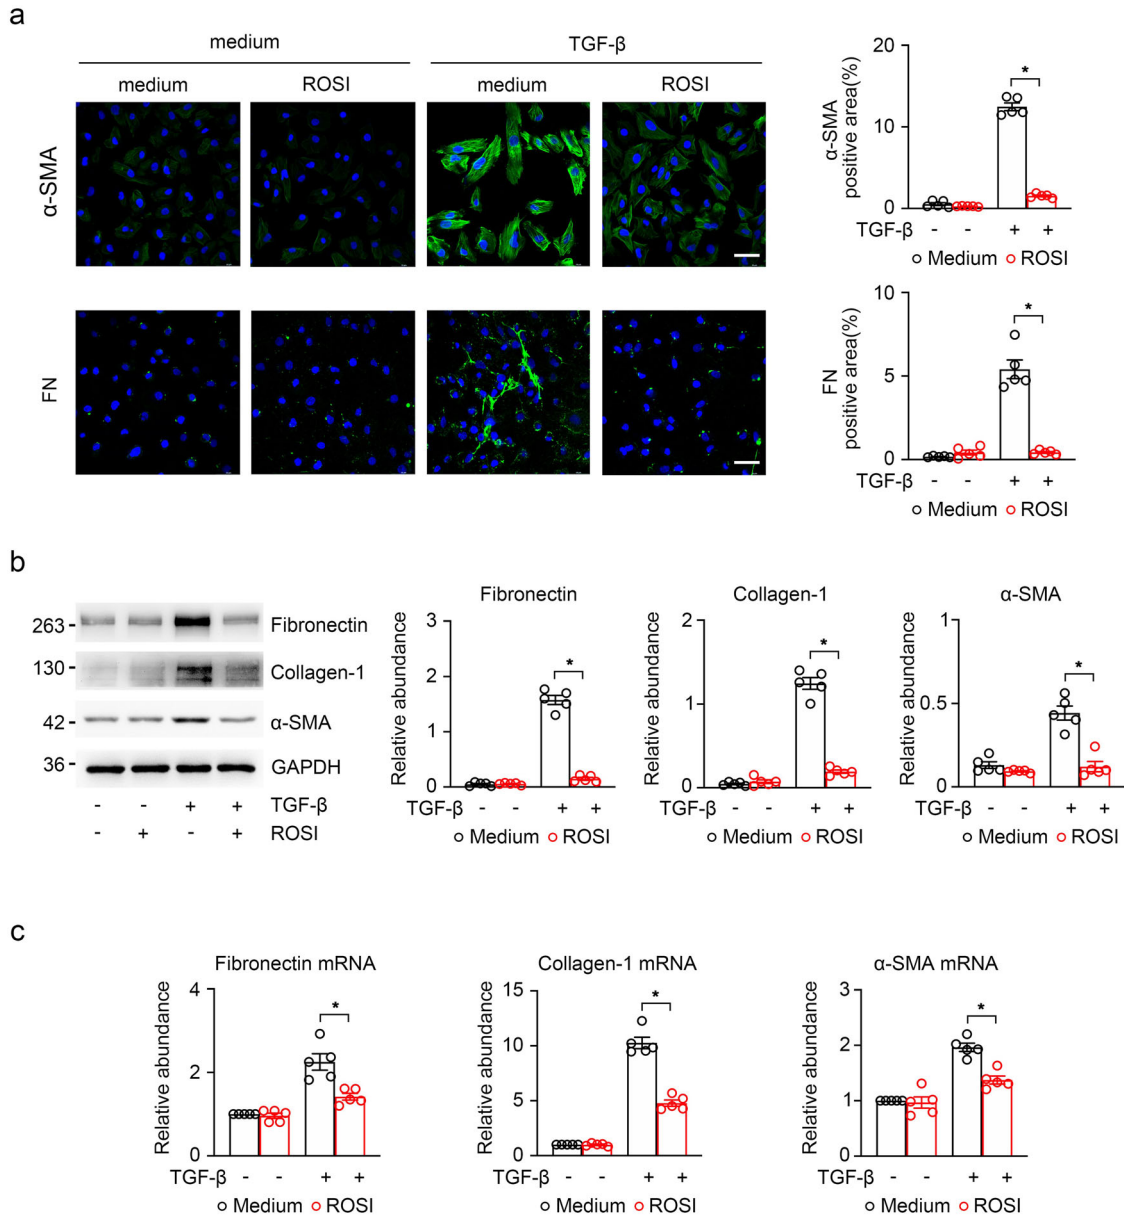 a
medium
TGF-β
medium
ROSI
medium
ROSI
α-SMA
FN
α-SMA
positive area(%)
20
10
0
*
TGF-β - - + +
Medium ROSI
FN
positive area(%)
10
5
0
*
TGF-β - - + +
Medium ROSI
b
263 Fibronectin
130 Collagen-1
42 α-SMA
36 GAPDH
- - + + TGF-β
- + - + ROSI
Fibronectin
Relative abundance
3
2
1
0
*
TGF-β - - + +
Medium ROSI
Collagen-1
Relative abundance
2
1
0
*
TGF-β - - + +
Medium ROSI
α-SMA
Relative abundance
1
0.5
0
*
TGF-β - - + +
Medium ROSI
c
Fibronectin mRNA
Relative abundance
4
2
0
*
TGF-β - - + +
Medium ROSI
Collagen-1 mRNA
Relative abundance
15
10
5
0
*
TGF-β - - + +
Medium ROSI
α-SMA mRNA
Relative abundance
3
2
1
0
*
TGF-β - - + +
Medium ROSI